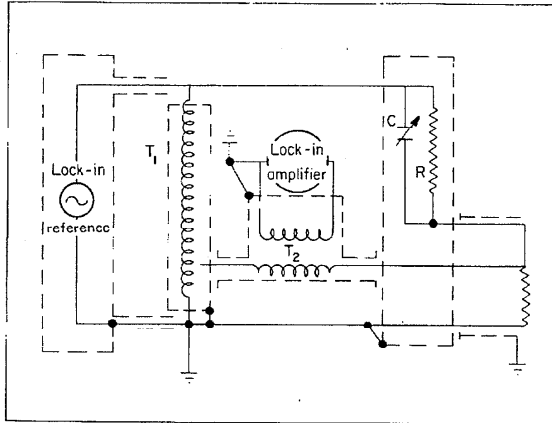 T1
Lock-in
amplifier
C
R
Lock-in
reference
T2